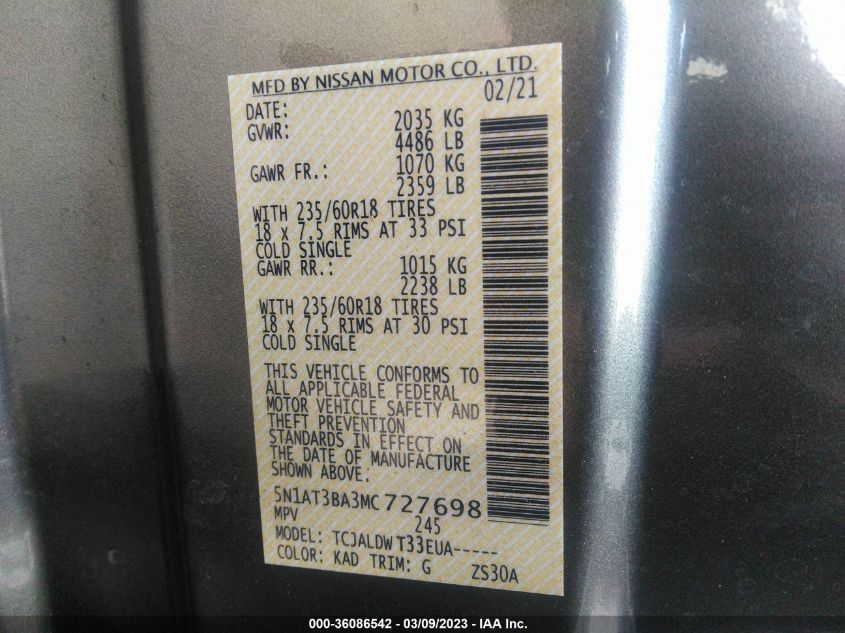 MFD BY NISSAN MOTOR CO., LTD.
DATE: 02/21
GVWR: 2035 KG
4486 LB
GAWR FR.: 1070 KG
2359 LB
WITH 235/60R18 TIRES
18 X 7.5 RIMS AT 33 PSI
COLD SINGLE
GAWR RR.: 1015 KG
2238 LB
WITH 235/60R18 TIRES
18 X 7.5 RIMS AT 30 PSI
COLD SINGLE
THIS VEHICLE CONFORMS TO
ALL APPLICABLE FEDERAL
MOTOR VEHICLE SAFETY AND
THEFT PREVENTION
STANDARDS IN EFFECT ON
THE DATE OF MANUFACTURE
SHOWN ABOVE.
5N1AT3BA3MC727698
MPV 245
MODEL: TCJALDWT33EUA-----
COLOR: KAD TRIM: G ZS30A
000-36086542 - 03/09/2023 - IAA Inc.